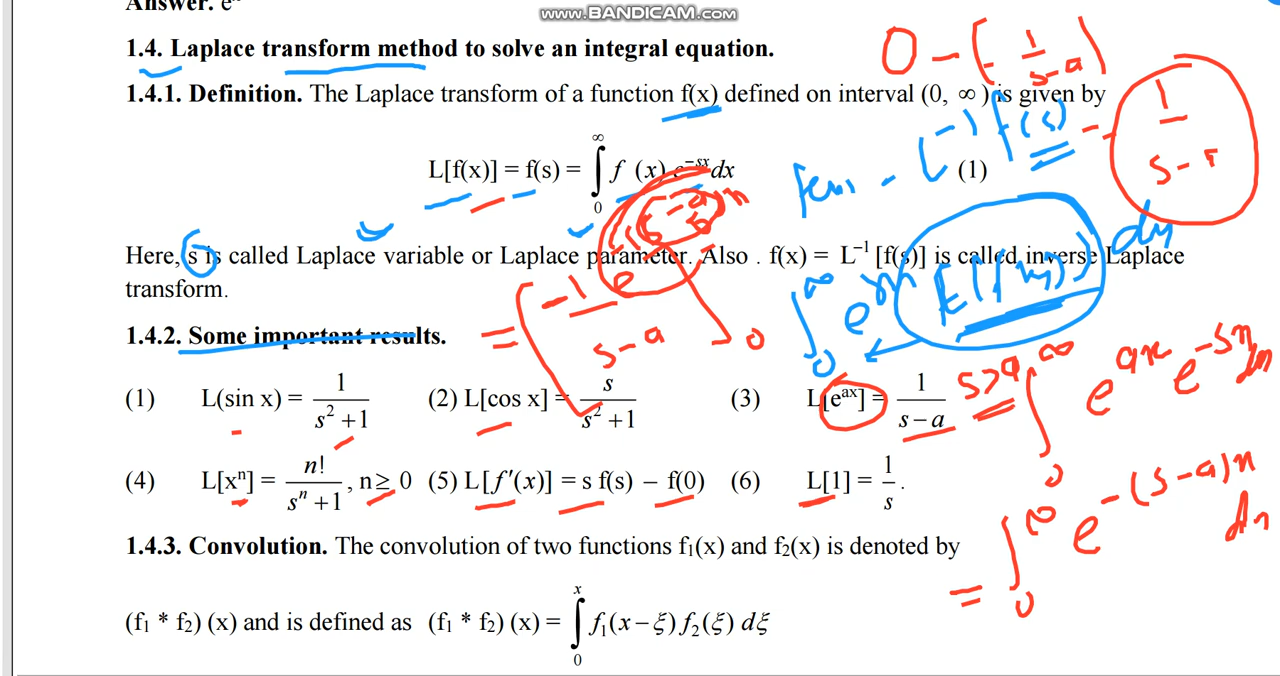 Answer. e
www.BANDICAM.com
1.4. Laplace transform method to solve an integral equation.
0 - (- 1/s-a)
1.4.1. Definition. The Laplace transform of a function f(x) defined on interval (0, ∞) is given by
L[f(x)] = f(s) = ∫₀^∞ f (x) e^−sx dx (1)
L⁻¹ f(s)
1/s-
Here, s is called Laplace variable or Laplace parameter. Also . f(x) = L⁻¹ [f(s)] is called inverse Laplace
transform.
1.4.2. Some important results.
= [-1 e / s-a]₀
(1) L(sin x) = 1/(s² +1) (2) L[cos x] = s/(s² +1) (3) L[e^ax] = 1/(s−a)
s>a ∫₀^∞ e^ax e^-sx dx
(4) L[xⁿ] = n!/(sⁿ +1), n≥ 0 (5) L[f′(x)] = s f(s) − f(0) (6) L[1] = 1/s.
= ∫₀^∞ e^-(s-a)x dx
1.4.3. Convolution. The convolution of two functions f₁(x) and f₂(x) is denoted by
(f₁ * f₂) (x) and is defined as (f₁ * f₂) (x) = ∫₀^x f₁(x−ξ) f₂(ξ) dξ